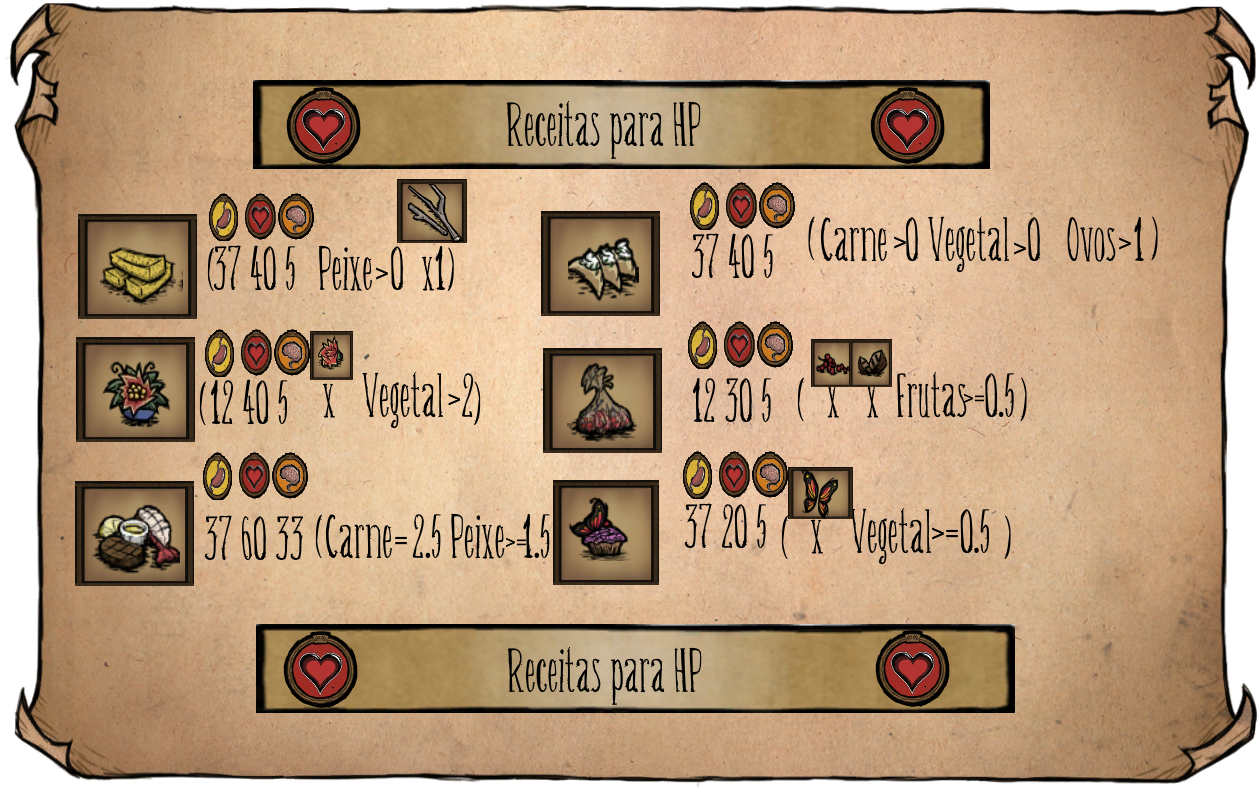 Receitas para HP
(37 40 5 Peixe>0 x1)
37 40 5 (Carne >0 Vegetal >0 Ovos>1 )
(12 40 5 x Vegetal >2)
12 30 5 ( x x Frutas>=0.5 )
37 60 33 (Carne= 2.5 Peixe>=1.5
37 20 5 ( x Vegetal>=0.5 )
Receitas para HP